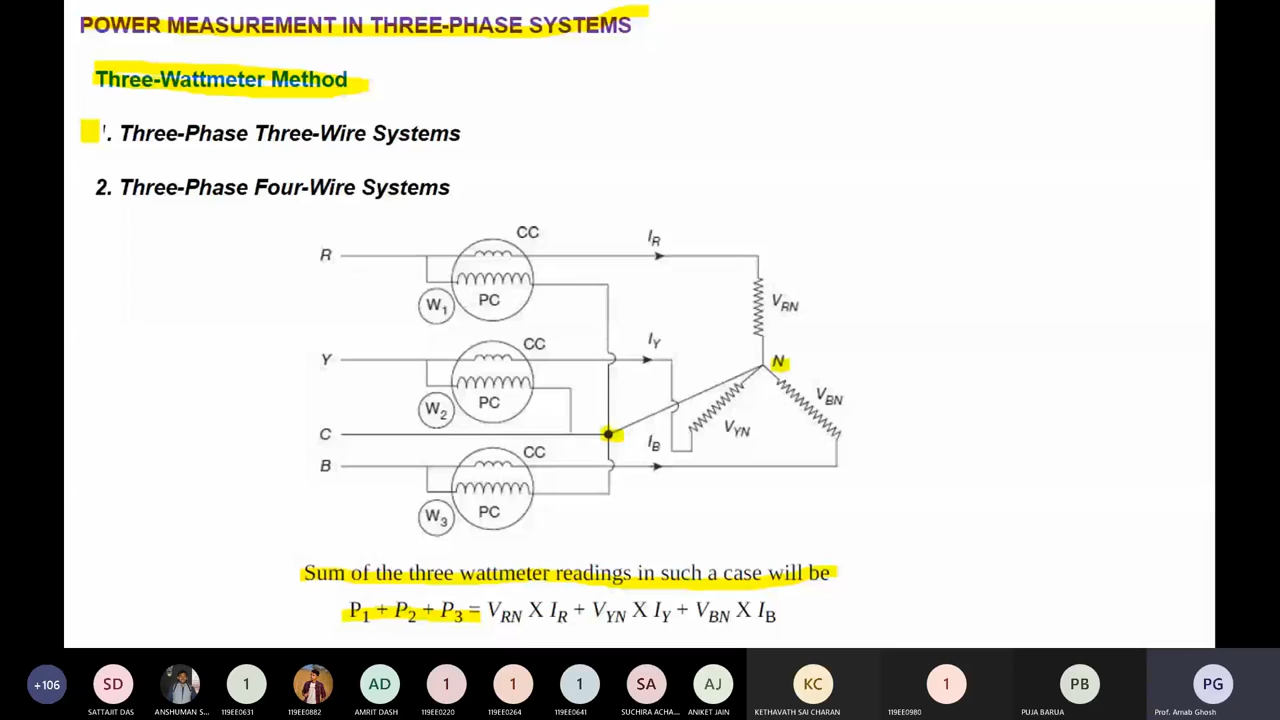 POWER MEASUREMENT IN THREE-PHASE SYSTEMS
Three-Wattmeter Method
1. Three-Phase Three-Wire Systems
2. Three-Phase Four-Wire Systems
CC
I_R
R
W₁
PC
V_RN
CC
I_Y
Y
N
W₂
PC
V_BN
V_YN
C
CC
I_B
B
W₃
PC
Sum of the three wattmeter readings in such a case will be
P₁ + P₂ + P₃ = V_RN X I_R + V_YN X I_Y + V_BN X I_B
+106
SD
1
AD
1
1
1
SA
AJ
KC
1
PB
PG
SATTAJIT DAS
ANSHUMAN S...
119EE0631
119EE0882
AMRIT DASH
119EE0220
119EE0264
119EE0641
SUCHIRA ACHA...
ANIKET JAIN
KETHAVATH SAI CHARAN
119EE0980
PUJA BARUA
Prof. Arnab Ghosh